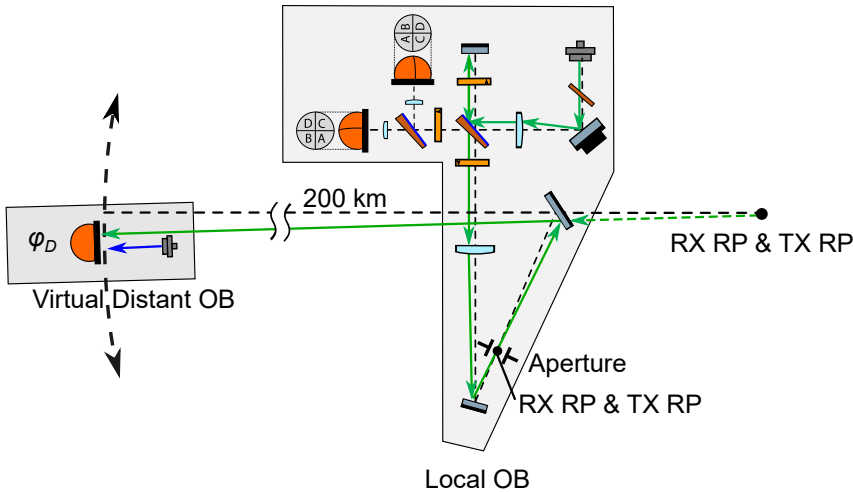 A B
C D
D C
B A
200 km
φD
RX RP & TX RP
Virtual Distant OB
Aperture
RX RP & TX RP
Local OB